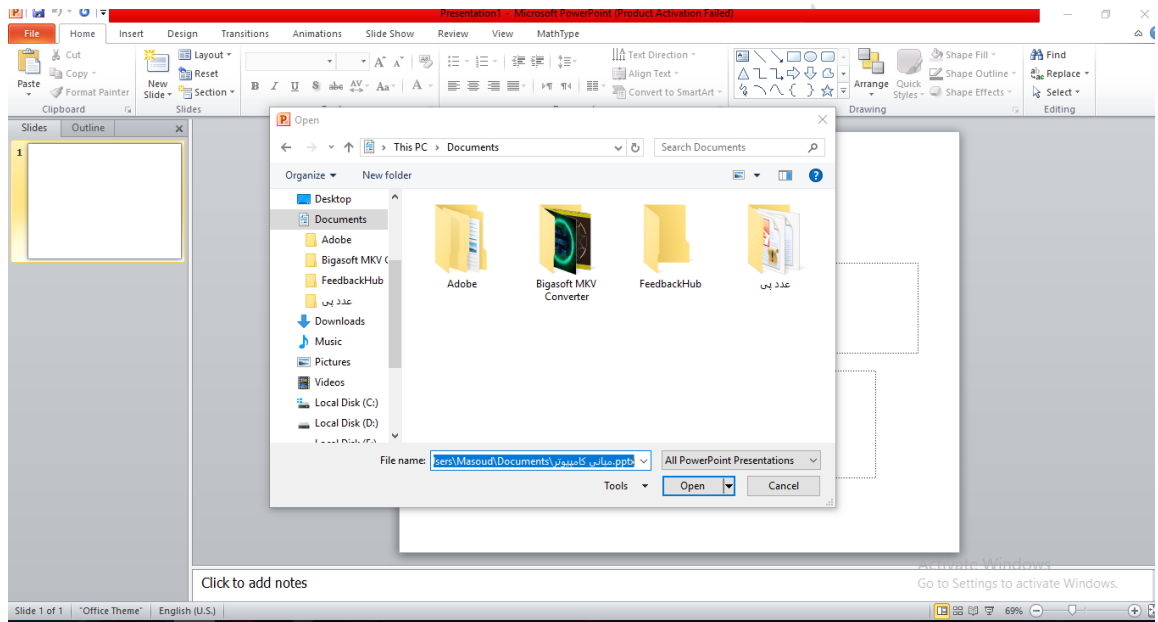 Presentation1 - Microsoft PowerPoint (Product Activation Failed)
File Home Insert Design Transitions Animations Slide Show Review View MathType
Cut
Copy
Format Painter
Paste
Clipboard
New Slide
Layout
Reset
Section
Slides
B I U S abc AV Aa A
Text Direction
Align Text
Convert to SmartArt
Arrange
Quick Styles
Shape Fill
Shape Outline
Shape Effects
Drawing
Find
Replace
Select
Editing
Slides Outline
1
Open
This PC > Documents
Search Documents
Organize New folder
Desktop
Documents
Adobe
Bigasoft MKV
FeedbackHub
عدد پی
Downloads
Music
Pictures
Videos
Local Disk (C:)
Local Disk (D:)
Adobe
Bigasoft MKV
Converter
FeedbackHub
عدد پی
File name: sers\Masoud\Documents\مبانی کامپیوتر.ppt
All PowerPoint Presentations
Tools Open Cancel
Click to add notes
Activate Windows
Go to Settings to activate Windows.
Slide 1 of 1 "Office Theme" English (U.S.) 69%